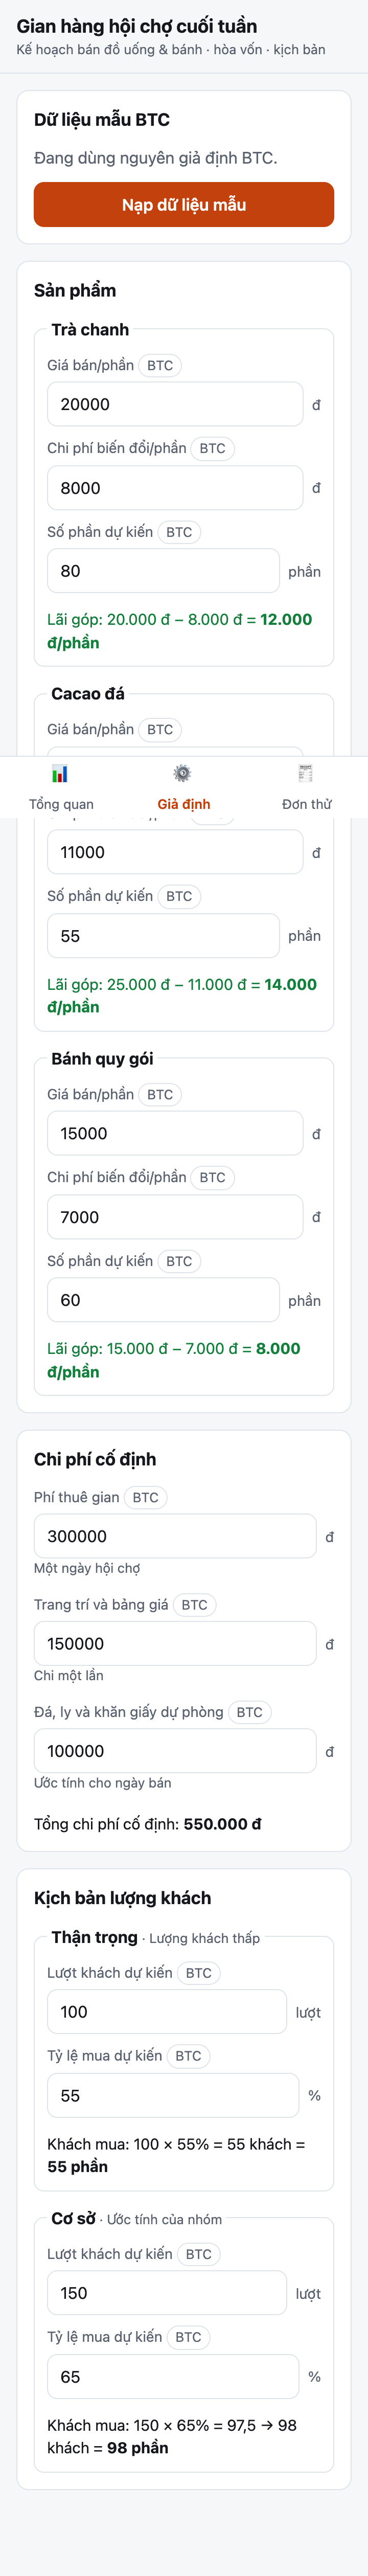 Gian hàng hội chợ cuối tuần
Kế hoạch bán đồ uống & bánh · hòa vốn · kịch bản
Dữ liệu mẫu BTC
Đang dùng nguyên giả định BTC.
Nạp dữ liệu mẫu
Sản phẩm
Trà chanh
Giá bán/phần BTC
20000 đ
Chi phí biến đổi/phần BTC
8000 đ
Số phần dự kiến BTC
80 phần
Lãi góp: 20.000 đ − 8.000 đ = 12.000
đ/phần
Cacao đá
Giá bán/phần BTC
Tổng quan Giả định Đơn thử
11000 đ
Số phần dự kiến BTC
55 phần
Lãi góp: 25.000 đ − 11.000 đ = 14.000
đ/phần
Bánh quy gói
Giá bán/phần BTC
15000 đ
Chi phí biến đổi/phần BTC
7000 đ
Số phần dự kiến BTC
60 phần
Lãi góp: 15.000 đ − 7.000 đ = 8.000
đ/phần
Chi phí cố định
Phí thuê gian BTC
300000 đ
Một ngày hội chợ
Trang trí và bảng giá BTC
150000 đ
Chi một lần
Đá, ly và khăn giấy dự phòng BTC
100000 đ
Ước tính cho ngày bán
Tổng chi phí cố định: 550.000 đ
Kịch bản lượng khách
Thận trọng · Lượng khách thấp
Lượt khách dự kiến BTC
100 lượt
Tỷ lệ mua dự kiến BTC
55 %
Khách mua: 100 × 55% = 55 khách =
55 phần
Cơ sở · Ước tính của nhóm
Lượt khách dự kiến BTC
150 lượt
Tỷ lệ mua dự kiến BTC
65 %
Khách mua: 150 × 65% = 97,5 → 98
khách = 98 phần